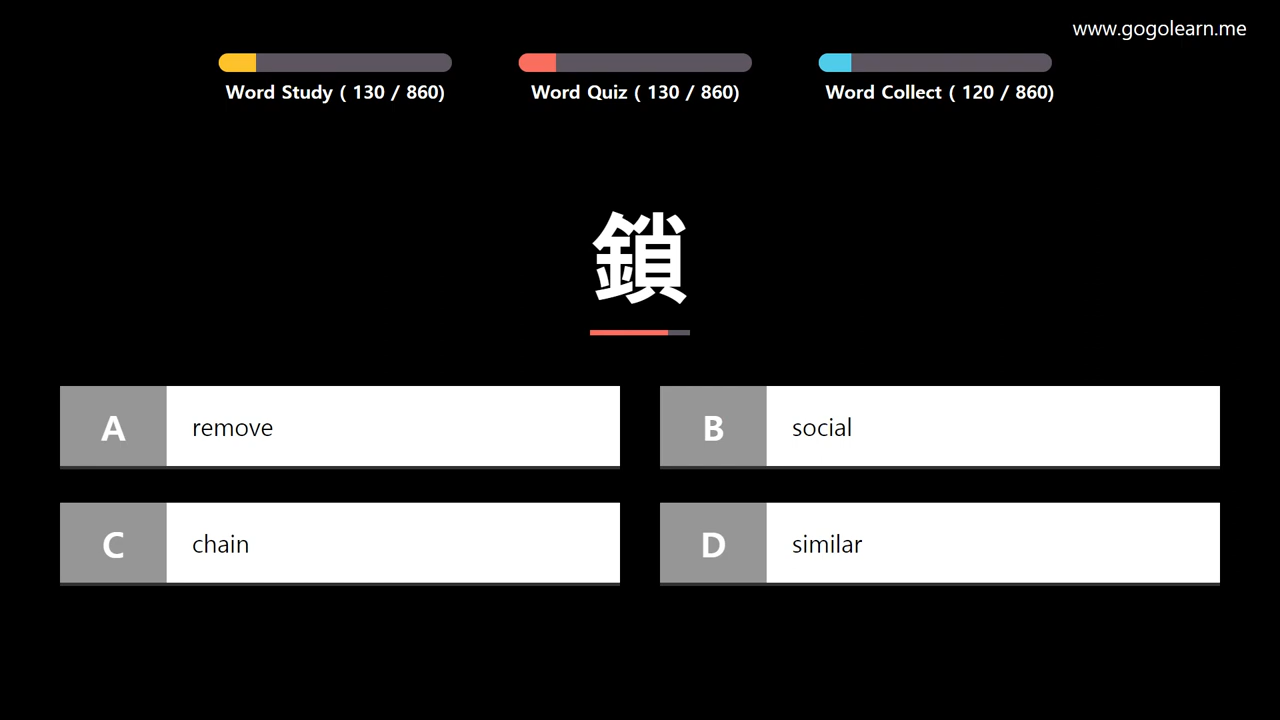 www.gogolearn.me
Word Study ( 130 / 860)
Word Quiz ( 130 / 860)
Word Collect ( 120 / 860)
鎖
A remove
B social
C chain
D similar